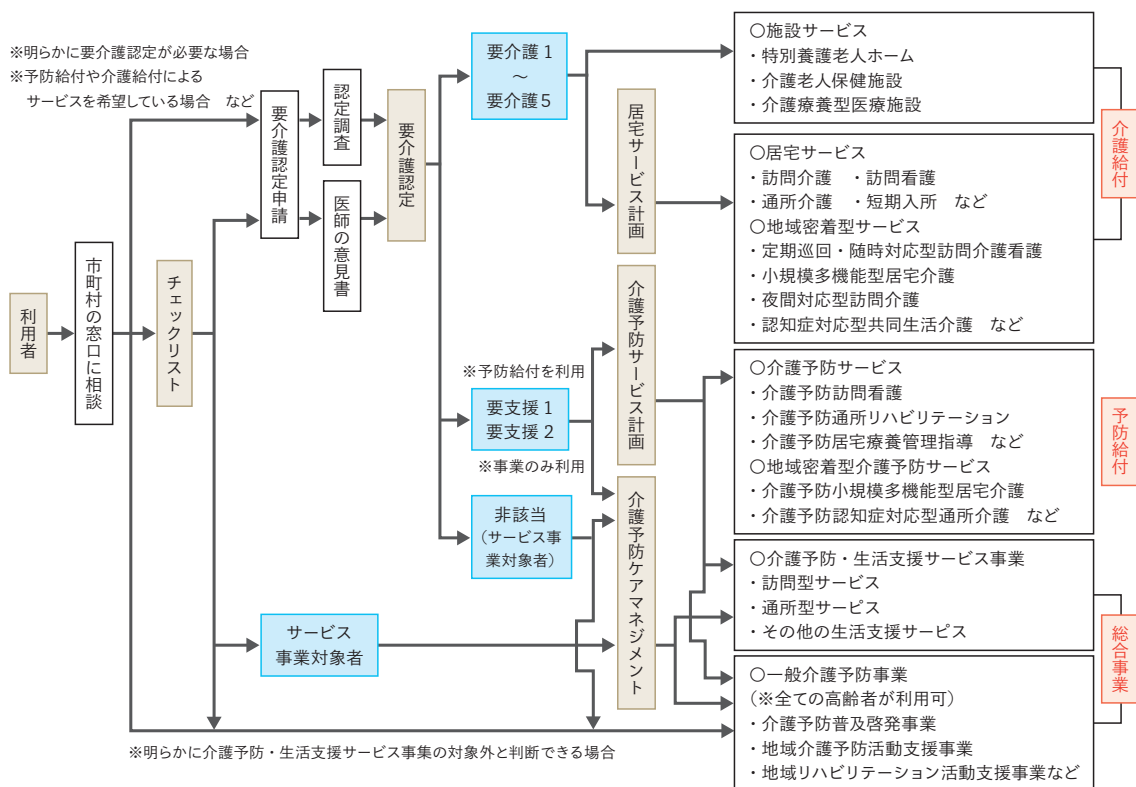 ※明らかに要介護認定が必要な場合
※予防給付や介護給付による
サービスを希望している場合　など
利用者
市町村の窓口に相談
チェックリスト
要介護認定申請
認定調査
医師の意見書
要介護認定
要介護 1
～
要介護 5
※予防給付を利用
要支援 1
要支援 2
※事業のみ利用
非該当
（サービス事
業対象者）
サービス
事業対象者
居宅サービス計画
介護予防サービス計画
介護予防ケアマネジメント
○施設サービス
・特別養護老人ホーム
・介護老人保健施設
・介護療養型医療施設
○居宅サービス
・訪問介護　・訪問看護
・通所介護　・短期入所　など
○地域密着型サービス
・定期巡回・随時対応型訪問介護看護
・小規模多機能型居宅介護
・夜間対応型訪問介護
・認知症対応型共同生活介護　など
介護給付
○介護予防サービス
・介護予防訪問看護
・介護予防通所リハビリテーション
・介護予防居宅療養管理指導　など
○地域密着型介護予防サービス
・介護予防小規模多機能型居宅介護
・介護予防認知症対応型通所介護　など
予防給付
○介護予防・生活支援サービス事業
・訪問型サービス
・通所型サービス
・その他の生活支援サービス
○一般介護予防事業
（※全ての高齢者が利用可）
・介護予防普及啓発事業
・地域介護予防活動支援事業
・地域リハビリテーション活動支援事業など
総合事業
※明らかに介護予防・生活支援サービス事集の対象外と判断できる場合